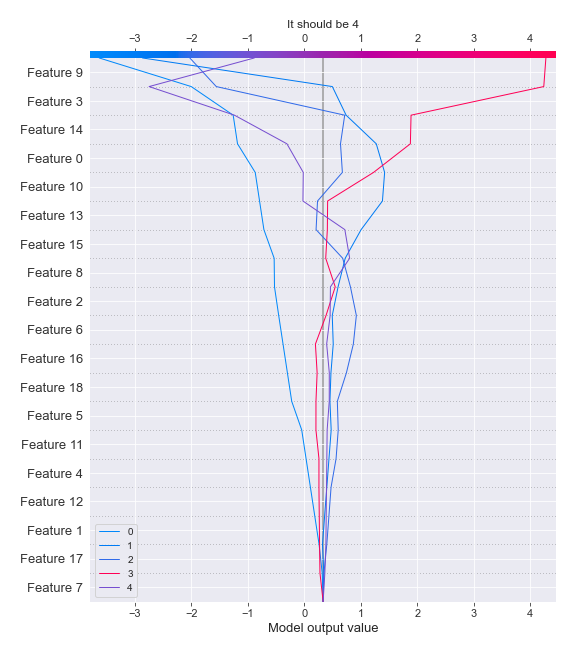 It should be 4
−3 −2 −1 0 1 2 3 4
Feature 9
Feature 3
Feature 14
Feature 0
Feature 10
Feature 13
Feature 15
Feature 8
Feature 2
Feature 6
Feature 16
Feature 18
Feature 5
Feature 11
Feature 4
Feature 12
Feature 1
Feature 17
Feature 7
0
1
2
3
4
−3 −2 −1 0 1 2 3 4
Model output value